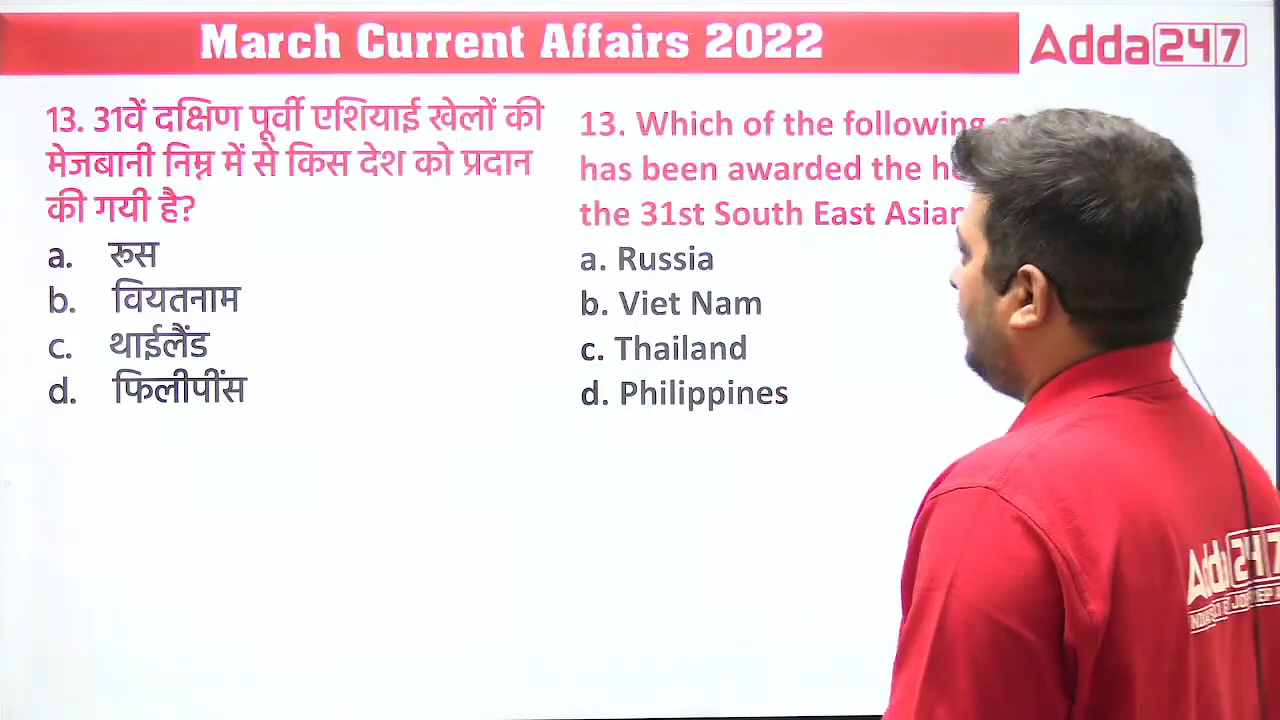 March Current Affairs 2022
Adda247
13. 31वें दक्षिण पूर्वी एशियाई खेलों की
मेजबानी निम्न में से किस देश को प्रदान
की गयी है?
a. रूस
b. वियतनाम
c. थाईलैंड
d. फिलीपींस
13. Which of the following
has been awarded the
the 31st South East Asian
a. Russia
b. Viet Nam
c. Thailand
d. Philippines
Adda247